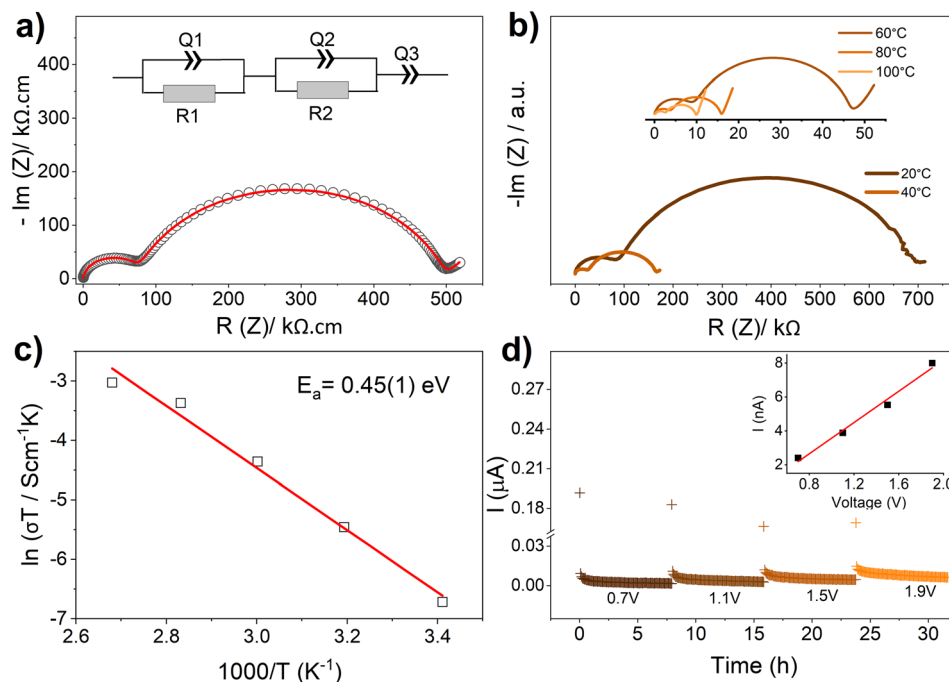 a)
Q1
Q2
Q3
R1
R2
400
300
200
100
0
- Im (Z)/ kΩ.cm
0
100
200
300
400
500
R (Z)/ kΩ.cm
b)
60°C
80°C
100°C
0
10
20
30
40
50
20°C
40°C
-Im (Z) / a.u.
0
100
200
300
400
500
600
700
R (Z)/ kΩ
c)
Eₐ= 0.45(1) eV
-3
-4
-5
-6
-7
ln (σT / Scm⁻¹K)
2.6
2.8
3.0
3.2
3.4
1000/T (K⁻¹)
d)
0.27
0.24
0.21
0.18
0.03
0.00
I (μA)
8
6
4
2
I (nA)
0.8
1.2
1.6
2.0
Voltage (V)
0.7V
1.1V
1.5V
1.9V
0
5
10
15
20
25
30
Time (h)